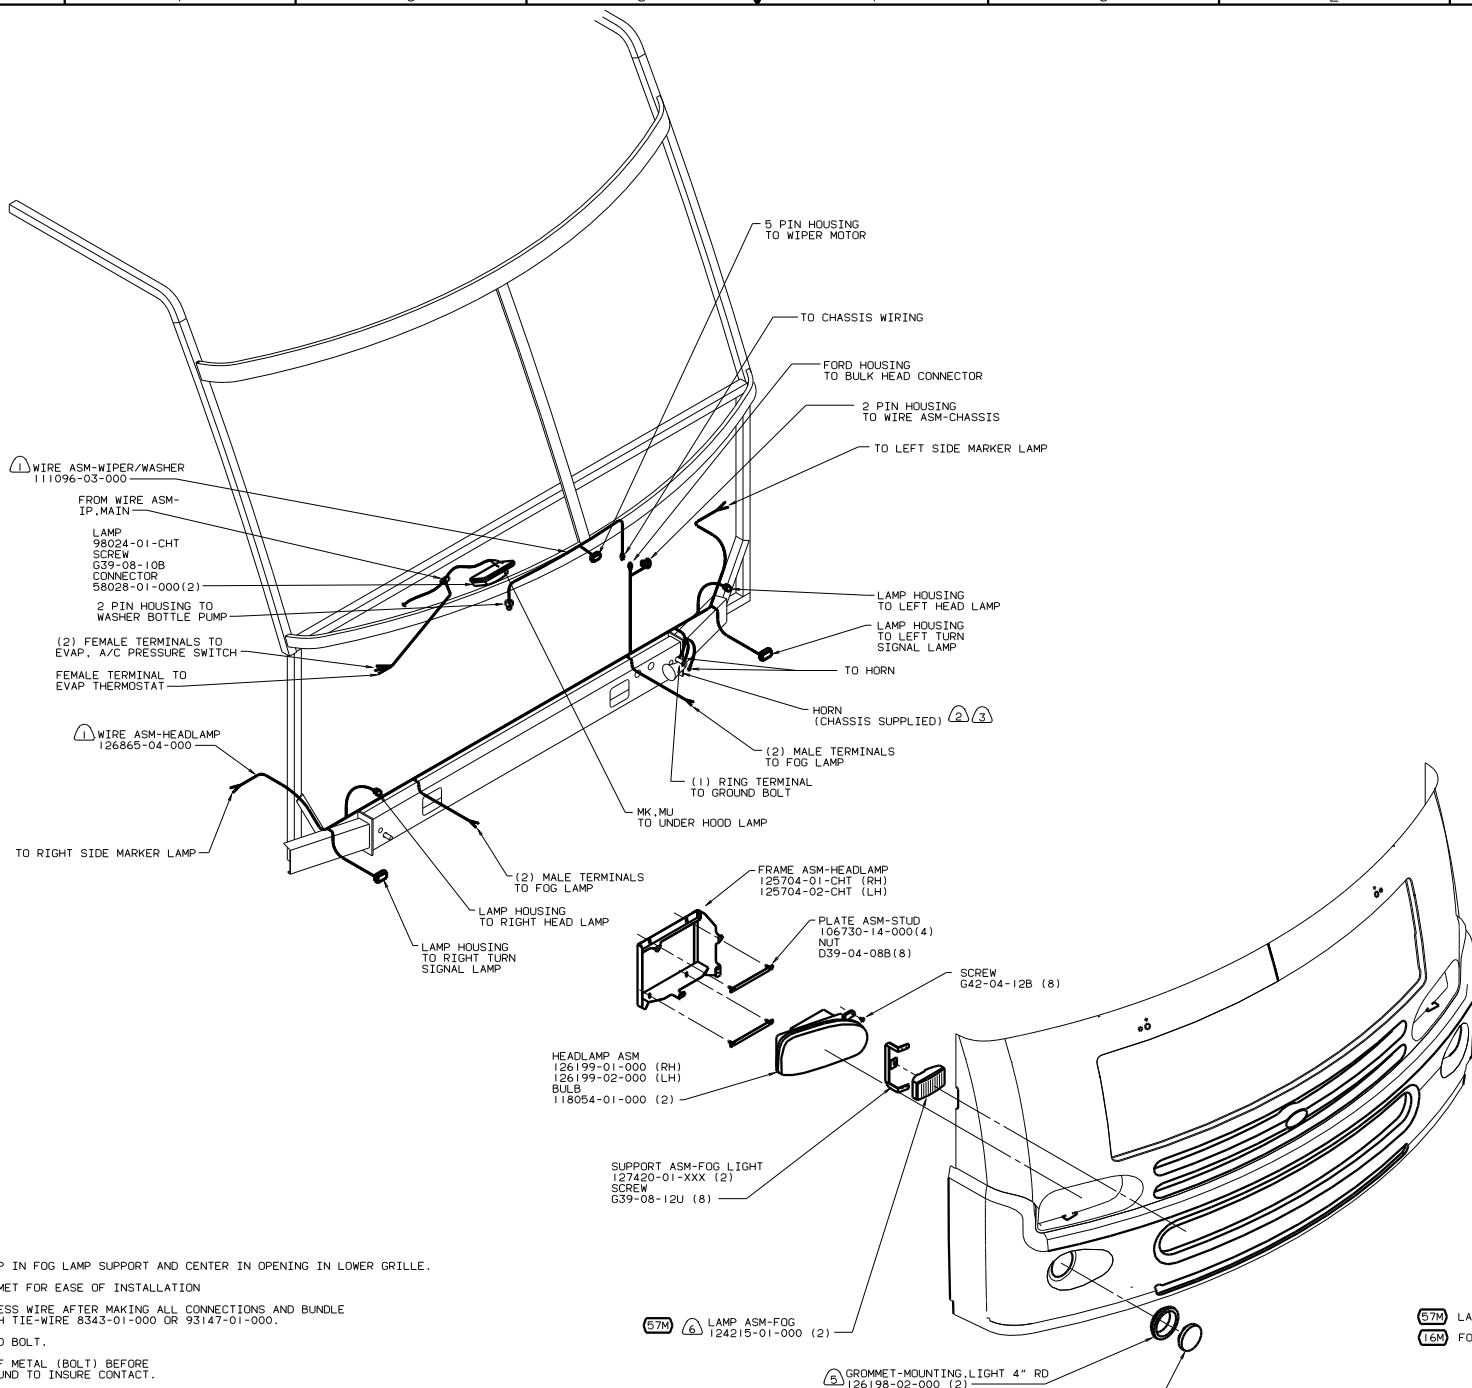 5 PIN HOUSING
TO WIPER MOTOR
TO CHASSIS WIRING
FORD HOUSING
TO BULK HEAD CONNECTOR
2 PIN HOUSING
TO WIRE ASM-CHASSIS
TO LEFT SIDE MARKER LAMP
1 WIRE ASM-WIPER/WASHER
111096-03-000
FROM WIRE ASM-
IP,MAIN
LAMP
98024-01-CHT
SCREW
G39-08-10B
CONNECTOR
58028-01-000(2)
2 PIN HOUSING TO
WASHER BOTTLE PUMP
(2) FEMALE TERMINALS TO
EVAP. A/C PRESSURE SWITCH
FEMALE TERMINAL TO
EVAP THERMOSTAT
LAMP HOUSING
TO LEFT HEAD LAMP
LAMP HOUSING
TO LEFT TURN
SIGNAL LAMP
TO HORN
HORN
(CHASSIS SUPPLIED) 2 3
(2) MALE TERMINALS
TO FOG LAMP
(1) RING TERMINAL
TO GROUND BOLT
MK,MU
TO UNDER HOOD LAMP
1 WIRE ASM-HEADLAMP
126865-04-000
TO RIGHT SIDE MARKER LAMP
(2) MALE TERMINALS
TO FOG LAMP
LAMP HOUSING
TO RIGHT HEAD LAMP
LAMP HOUSING
TO RIGHT TURN
SIGNAL LAMP
FRAME ASM-HEADLAMP
125704-01-CHT (RH)
125704-02-CHT (LH)
PLATE ASM-STUD
106730-14-000(4)
NUT
D39-04-08B(8)
SCREW
G42-04-12B (8)
HEADLAMP ASM
126199-01-000 (RH)
126199-02-000 (LH)
BULB
118054-01-000 (2)
SUPPORT ASM-FOG LIGHT
127420-01-XXX (2)
SCREW
G39-08-12U (8)
57M 6 LAMP ASM-FOG
124215-01-000 (2)
5 GROMMET-MOUNTING,LIGHT 4" RD
126198-02-000 (2)
P IN FOG LAMP SUPPORT AND CENTER IN OPENING IN LOWER GRILLE.
MET FOR EASE OF INSTALLATION
ESS WIRE AFTER MAKING ALL CONNECTIONS AND BUNDLE
H TIE-WIRE 8343-01-000 OR 93147-01-000.
D BOLT.
F METAL (BOLT) BEFORE
UND TO INSURE CONTACT.
57M LA
16M FO